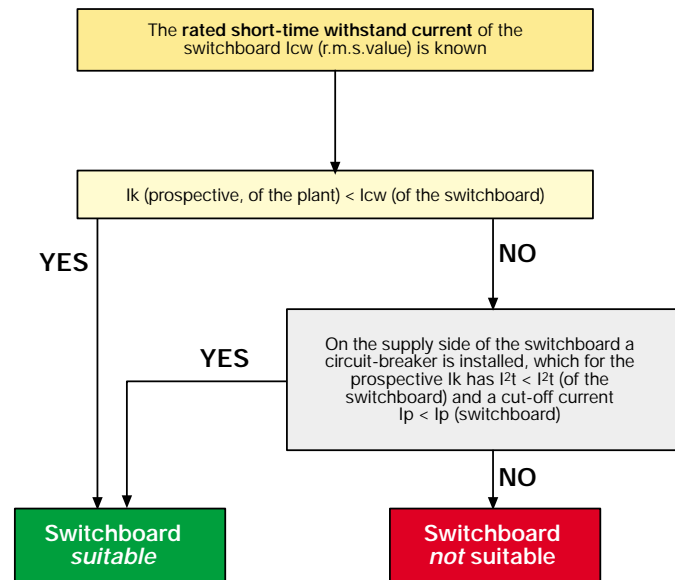 The rated short-time withstand current of the
switchboard Icw (r.m.s.value) is known
Ik (prospective, of the plant) < Icw (of the switchboard)
YES
NO
YES
On the supply side of the switchboard a
circuit-breaker is installed, which for the
prospective Ik has I²t < I²t (of the
switchboard) and a cut-off current
Ip < Ip (switchboard)
NO
Switchboard
suitable
Switchboard
not suitable